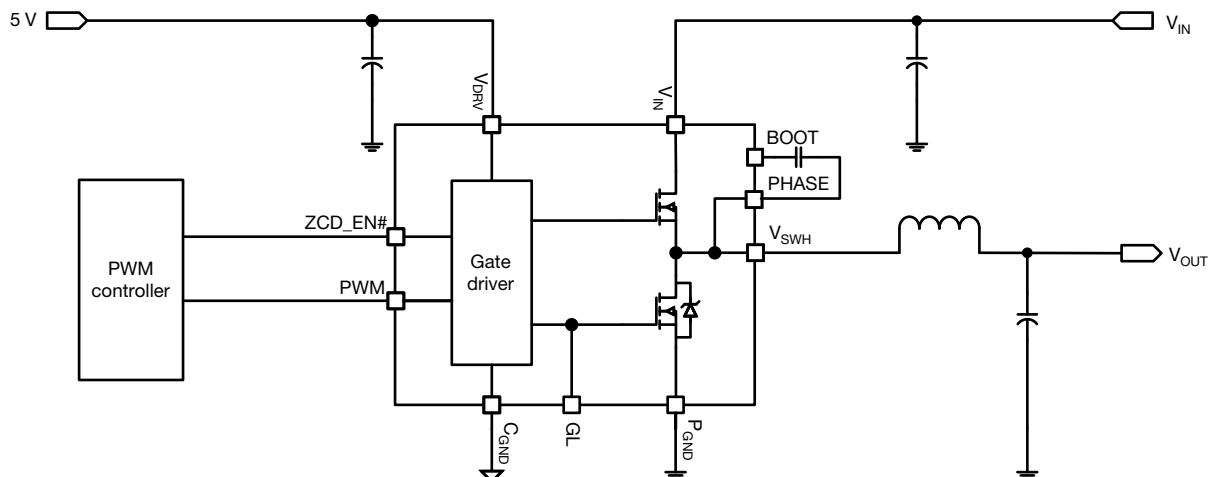 5 V
V_IN
V_DRV
V_IN
BOOT
PHASE
ZCD_EN#
V_SWH
PWM controller
Gate driver
V_OUT
PWM
C_GND
GL
P_GND